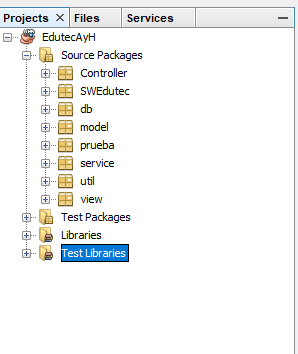 Projects × Files Services
EdutecAyH
Source Packages
Controller
SWEdutec
db
model
prueba
service
util
view
Test Packages
Libraries
Test Libraries